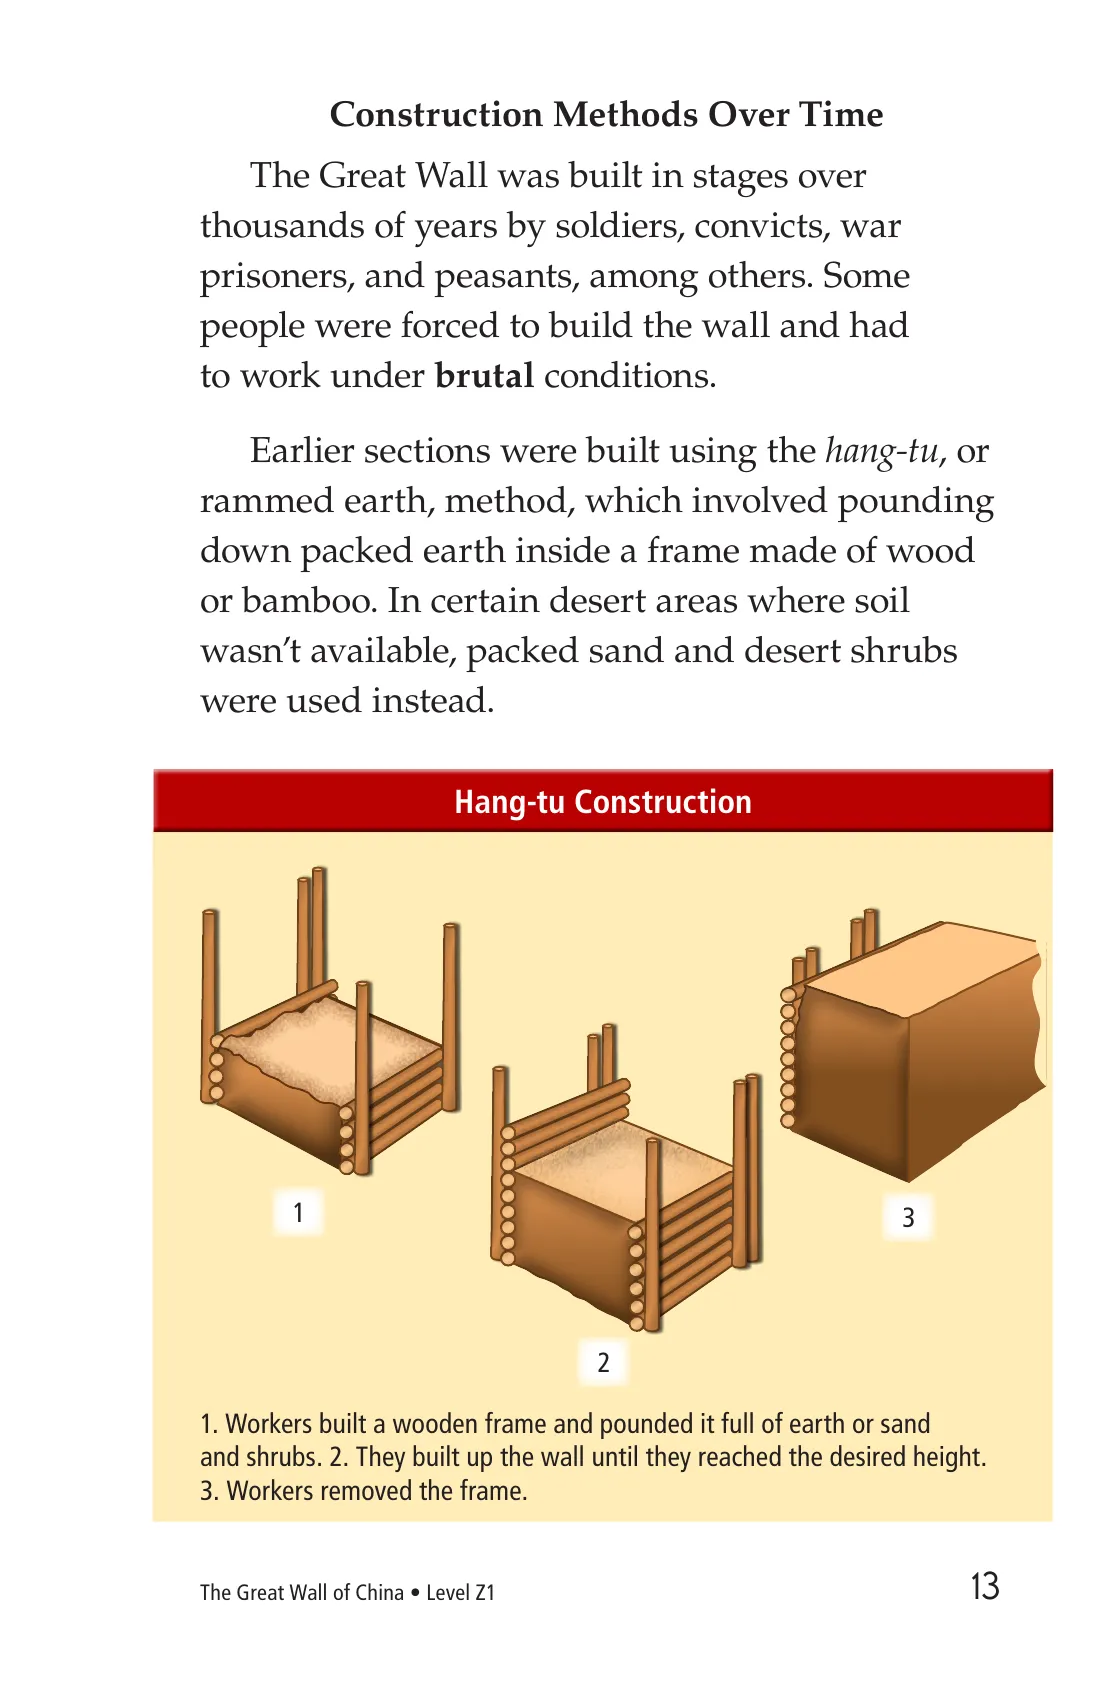 Construction Methods Over Time
The Great Wall was built in stages over
thousands of years by soldiers, convicts, war
prisoners, and peasants, among others. Some
people were forced to build the wall and had
to work under brutal conditions.
Earlier sections were built using the hang-tu, or
rammed earth, method, which involved pounding
down packed earth inside a frame made of wood
or bamboo. In certain desert areas where soil
wasn’t available, packed sand and desert shrubs
were used instead.
Hang-tu Construction
1
2
3
1. Workers built a wooden frame and pounded it full of earth or sand
and shrubs. 2. They built up the wall until they reached the desired height.
3. Workers removed the frame.
The Great Wall of China • Level Z1
13